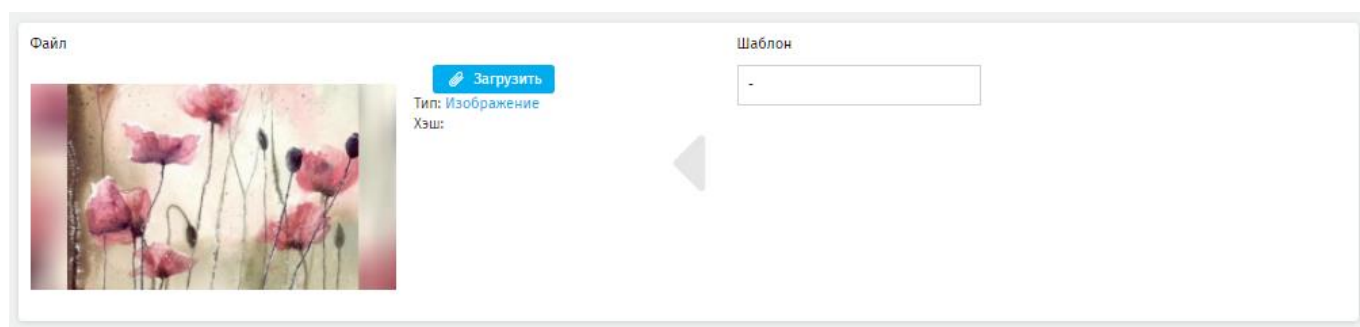 Файл
Загрузить
Тип: Изображение
Хэш:
Шаблон
-